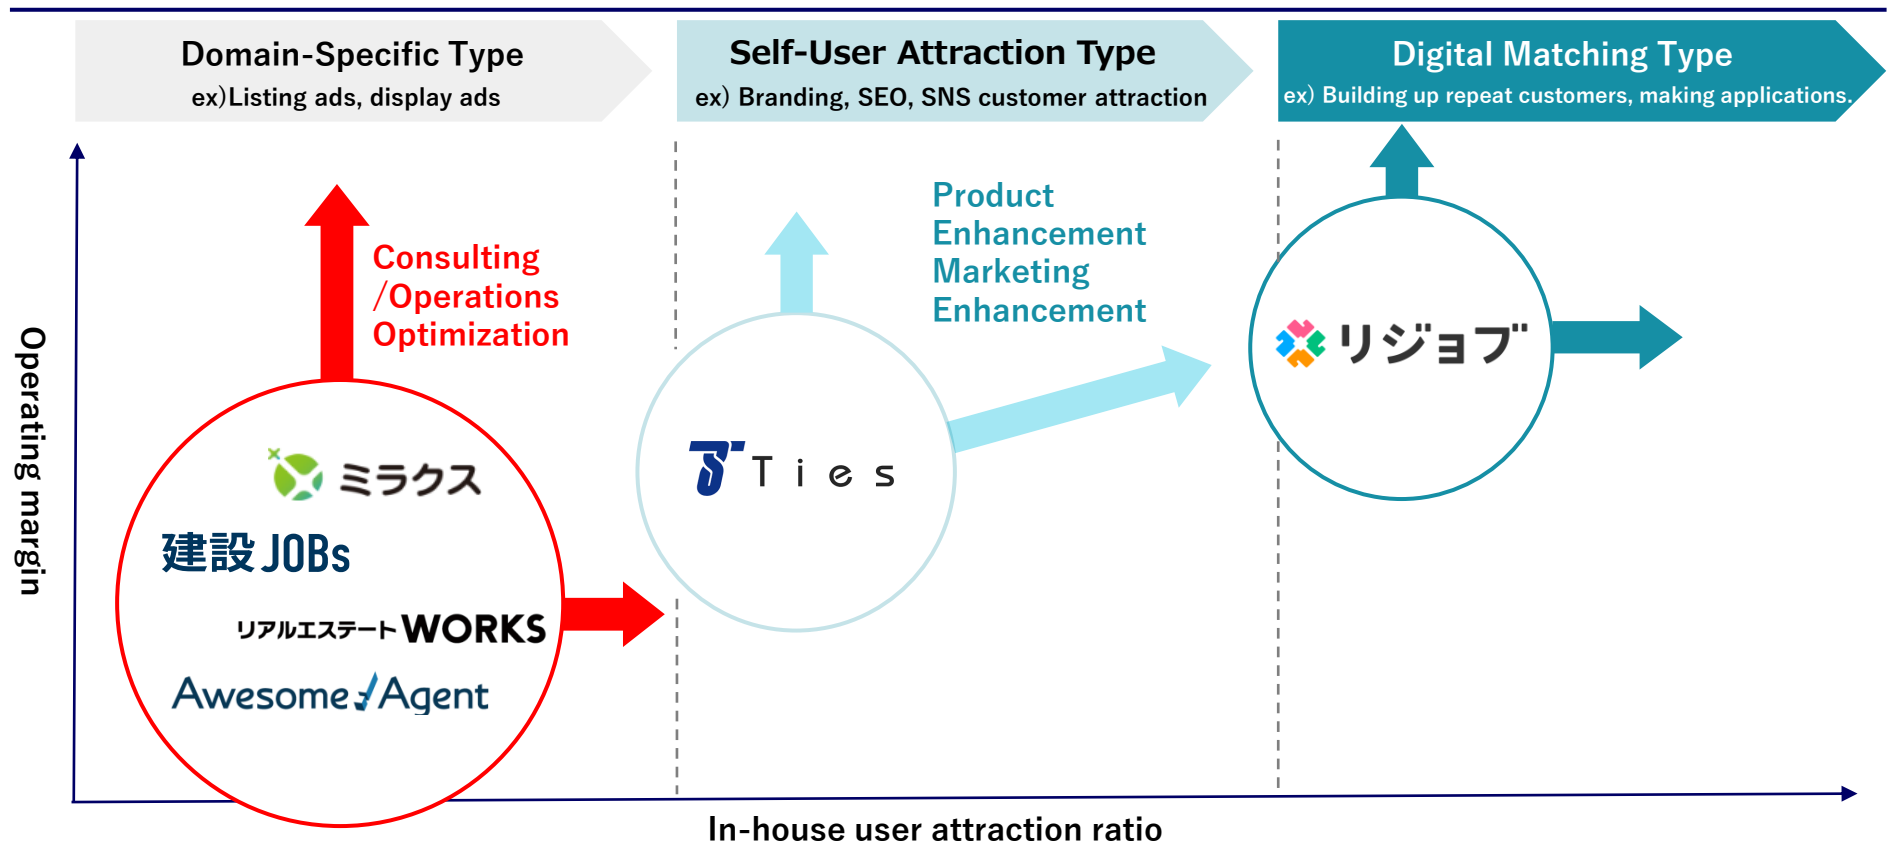 Domain-Specific Type
ex)Listing ads, display ads
Self-User Attraction Type
ex) Branding, SEO, SNS customer attraction
Digital Matching Type
ex) Building up repeat customers, making applications.
Consulting
/Operations
Optimization
Product
Enhancement
Marketing
Enhancement
Operating margin
ミラクス
建設JOBs
リアルエステートWORKS
Awesome Agent
Ties
リジョブ
In-house user attraction ratio